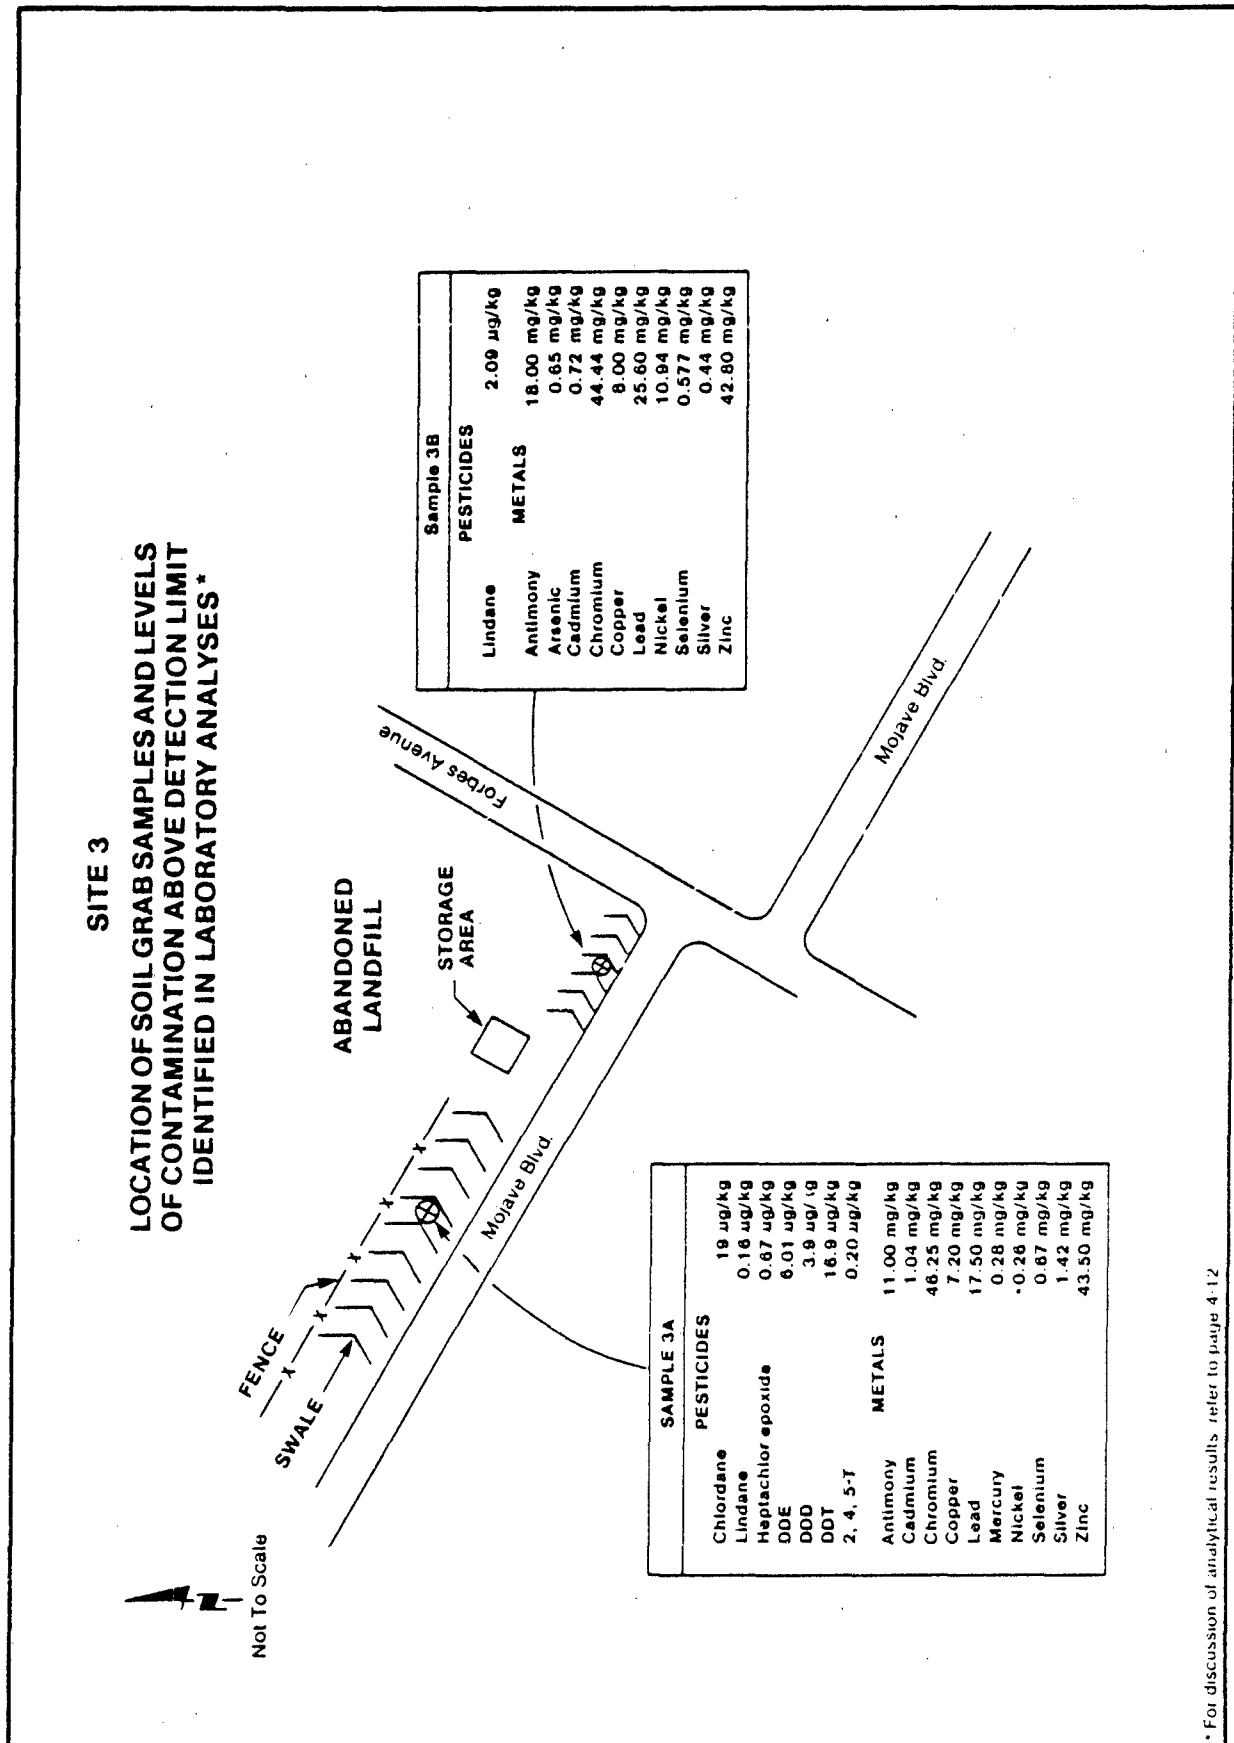 SITE 3
LOCATION OF SOIL GRAB SAMPLES AND LEVELS
OF CONTAMINATION ABOVE DETECTION LIMIT
IDENTIFIED IN LABORATORY ANALYSES*
Not To Scale
FENCE
SWALE
ABANDONED
LANDFILL
STORAGE
AREA
Forbes Avenue
Mojave Blvd.
Mojave Blvd.
SAMPLE 3A
PESTICIDES
Chlordane 19 µg/kg
Lindane 0.16 µg/kg
Heptachlor epoxide 0.67 µg/kg
DDE 6.01 µg/kg
DDD 3.9 µg/kg
DDT 16.9 µg/kg
2, 4, 5-T 0.20 µg/kg
METALS
Antimony 11.00 mg/kg
Cadmium 1.04 mg/kg
Chromium 46.25 mg/kg
Copper 7.20 mg/kg
Lead 17.50 mg/kg
Mercury 0.28 mg/kg
Nickel 0.26 mg/kg
Selenium 0.67 mg/kg
Silver 1.42 mg/kg
Zinc 43.50 mg/kg
Sample 3B
PESTICIDES
Lindane 2.09 µg/kg
METALS
Antimony 18.00 mg/kg
Arsenic 0.65 mg/kg
Cadmium 0.72 mg/kg
Chromium 44.44 mg/kg
Copper 8.00 mg/kg
Lead 25.60 mg/kg
Nickel 10.94 mg/kg
Selenium 0.577 mg/kg
Silver 0.44 mg/kg
Zinc 42.80 mg/kg
* For discussion of analytical results refer to page 4-12